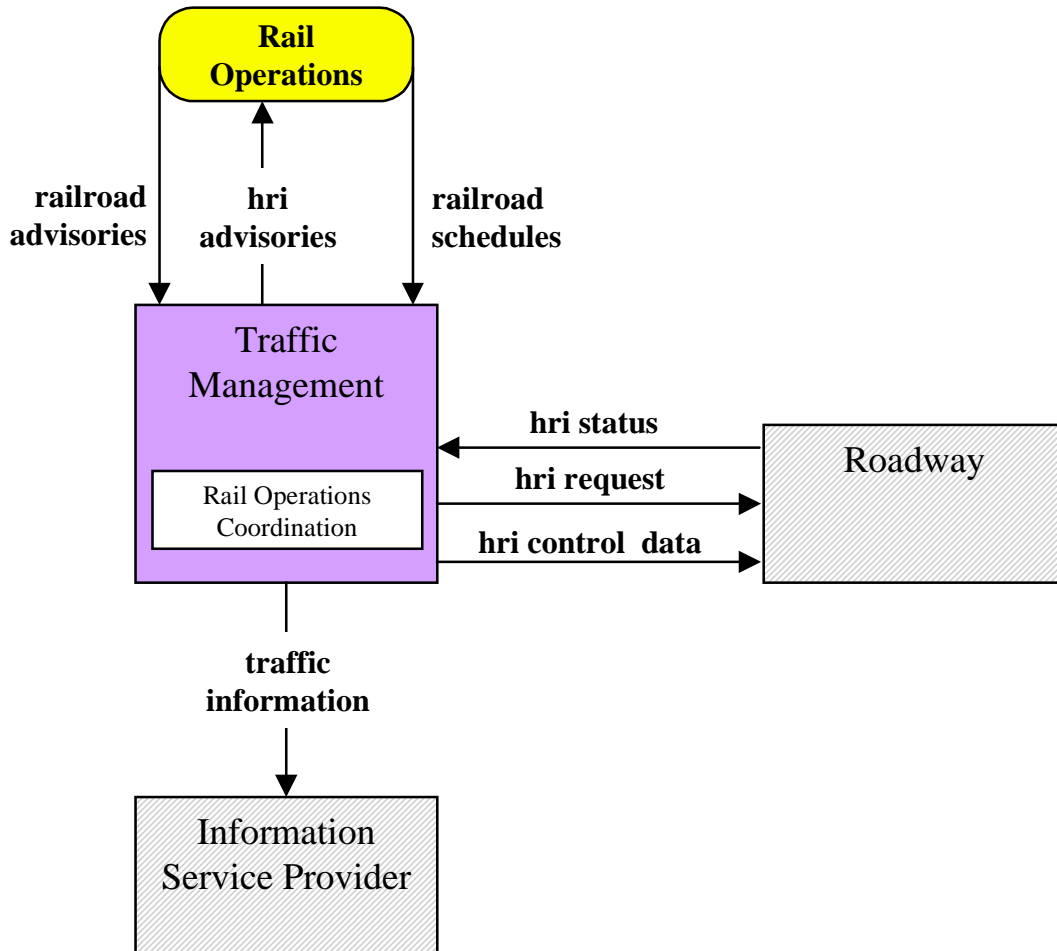 Rail
Operations
railroad
advisories
hri
advisories
railroad
schedules
Traffic
Management
Rail Operations
Coordination
hri status
hri request
hri control data
Roadway
traffic
information
Information
Service Provider